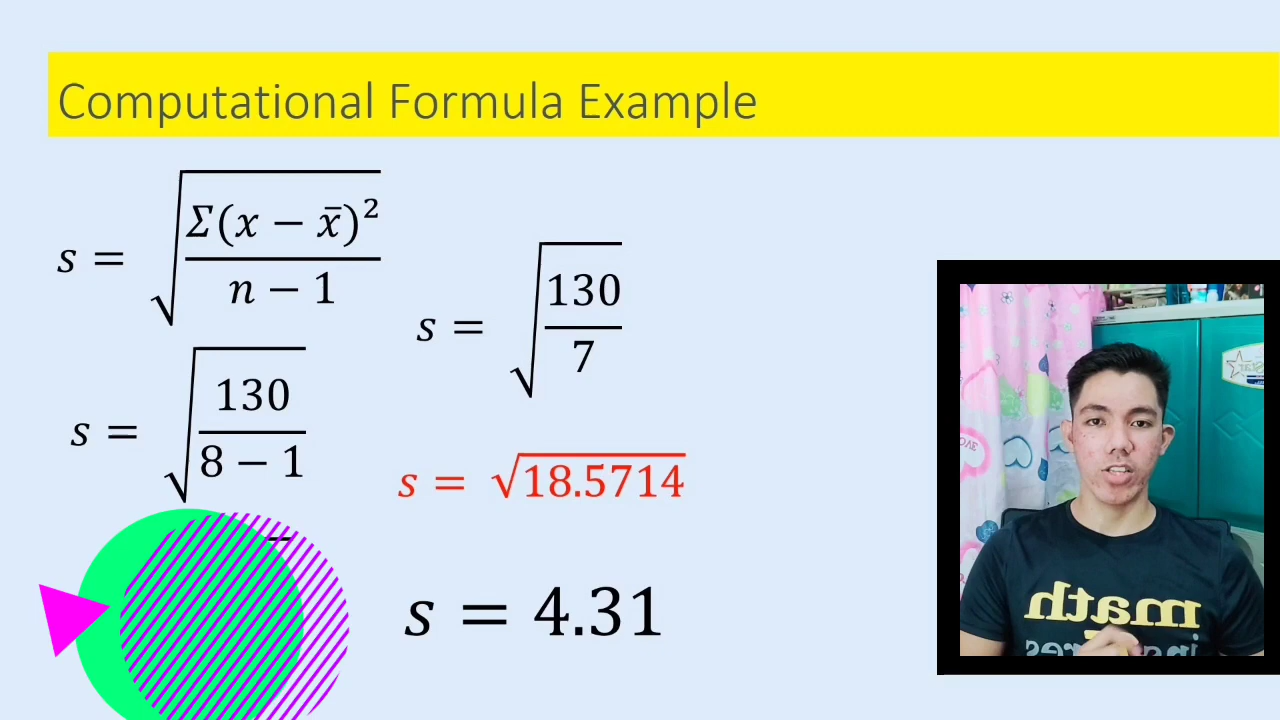 Computational Formula Example
s = √(Σ(x − x̄)² / (n − 1))
s = √(130 / (8 − 1))
s = √(130 / 7)
s = √18.5714
s = 4.31
math